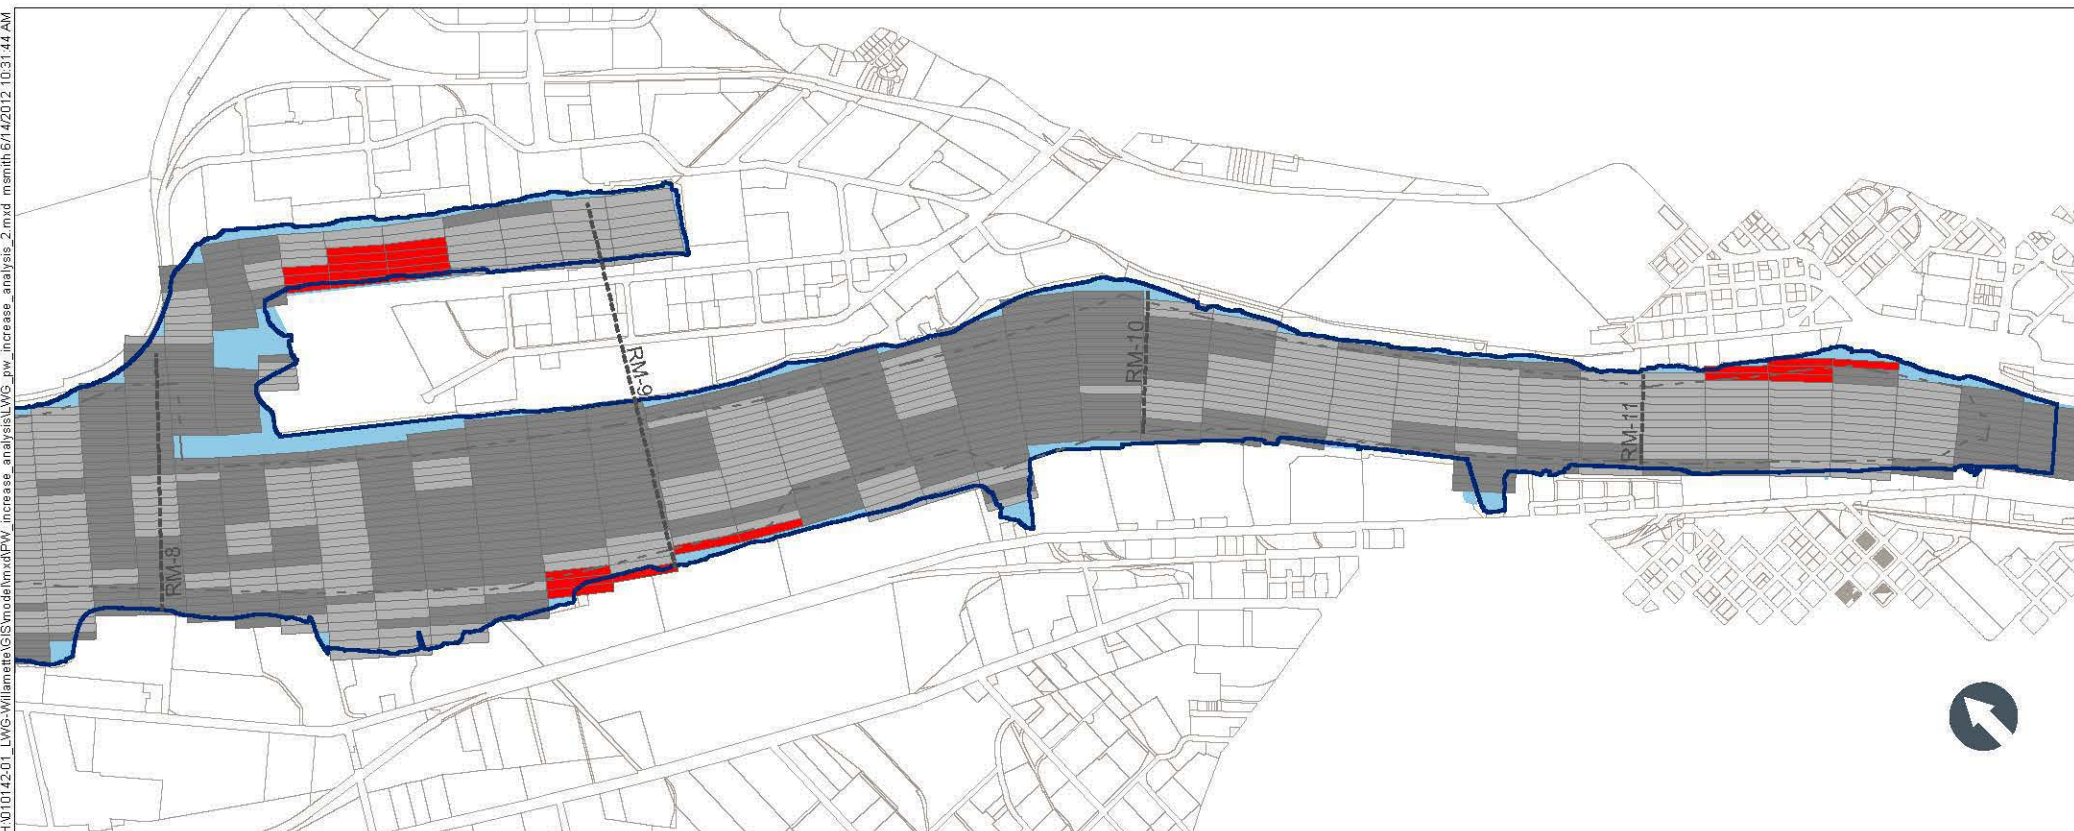 H:\010142-01_LWG-Willamette\GIS\model\mxd\PW_increase_analysis\LWG_pw_increase_analysis_2.mxd msmith 6/14/2012 10:31:44 AM
RM-8
RM-9
RM-10
RM-11